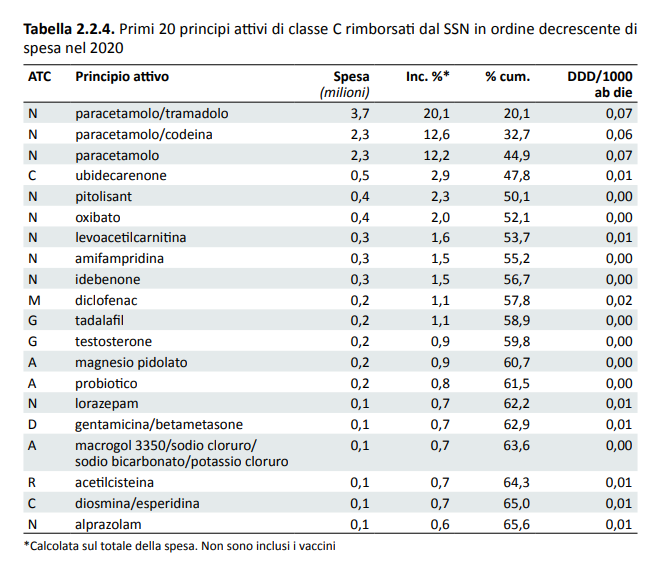 Tabella 2.2.4. Primi 20 principi attivi di classe C rimborsati dal SSN in ordine decrescente di
spesa nel 2020
ATC Principio attivo Spesa (milioni) Inc. %* % cum. DDD/1000 ab die
N paracetamolo/tramadolo 3,7 20,1 20,1 0,07
N paracetamolo/codeina 2,3 12,6 32,7 0,06
N paracetamolo 2,3 12,2 44,9 0,07
C ubidecarenone 0,5 2,9 47,8 0,01
N pitolisant 0,4 2,3 50,1 0,00
N oxibato 0,4 2,0 52,1 0,00
N levoacetilcarnitina 0,3 1,6 53,7 0,01
N amifampridina 0,3 1,5 55,2 0,00
N idebenone 0,3 1,5 56,7 0,00
M diclofenac 0,2 1,1 57,8 0,02
G tadalafil 0,2 1,1 58,9 0,00
G testosterone 0,2 0,9 59,8 0,00
A magnesio pidolato 0,2 0,9 60,7 0,00
A probiotico 0,2 0,8 61,5 0,00
N lorazepam 0,1 0,7 62,2 0,01
D gentamicina/betametasone 0,1 0,7 62,9 0,01
A macrogol 3350/sodio cloruro/
sodio bicarbonato/potassio cloruro 0,1 0,7 63,6 0,00
R acetilcisteina 0,1 0,7 64,3 0,01
C diosmina/esperidina 0,1 0,7 65,0 0,01
N alprazolam 0,1 0,6 65,6 0,01
*Calcolata sul totale della spesa. Non sono inclusi i vaccini